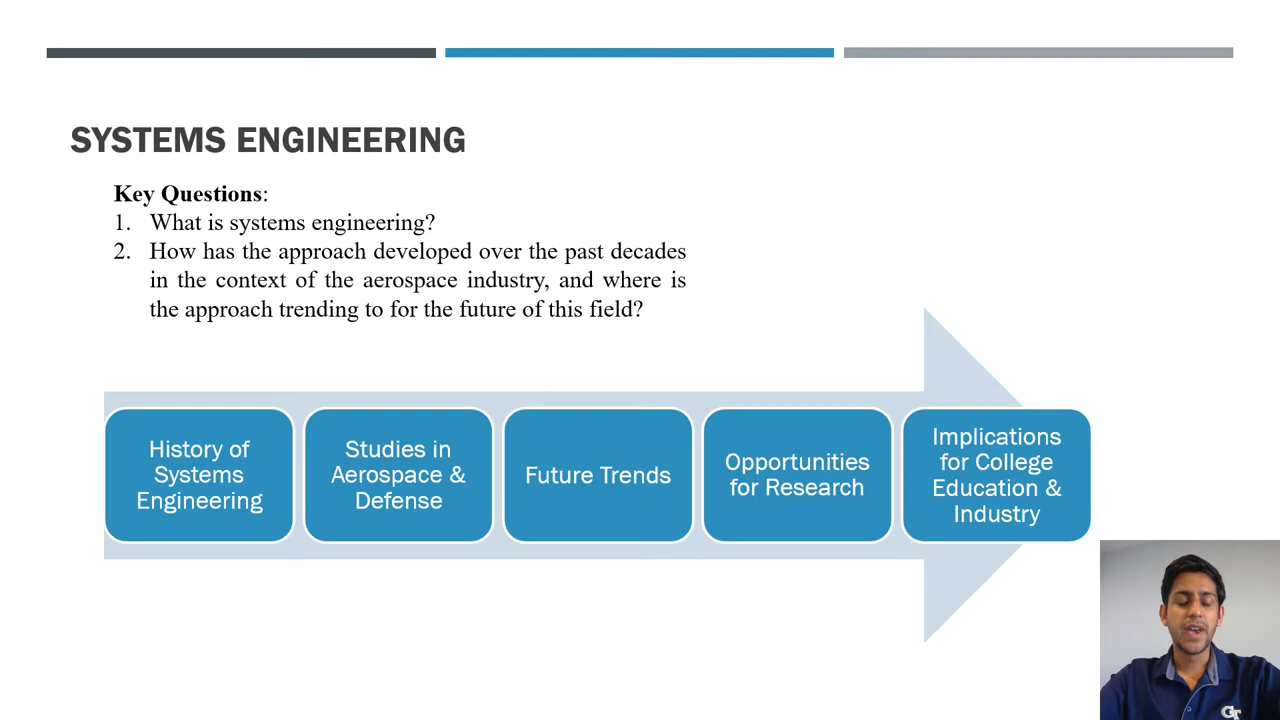 SYSTEMS ENGINEERING
Key Questions:
1. What is systems engineering?
2. How has the approach developed over the past decades
in the context of the aerospace industry, and where is
the approach trending to for the future of this field?
History of
Systems
Engineering
Studies in
Aerospace &
Defense
Future Trends
Opportunities
for Research
Implications
for College
Education &
Industry
GT